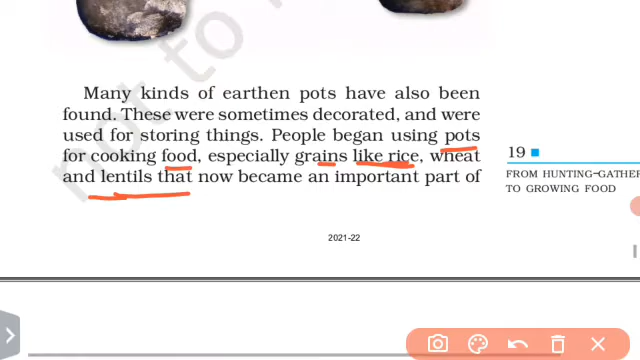 Many kinds of earthen pots have also been
found. These were sometimes decorated, and were
used for storing things. People began using pots
for cooking food, especially grains like rice, wheat
and lentils that now became an important part of
19
FROM HUNTING–GATHER
TO GROWING FOOD
2021-22
not to